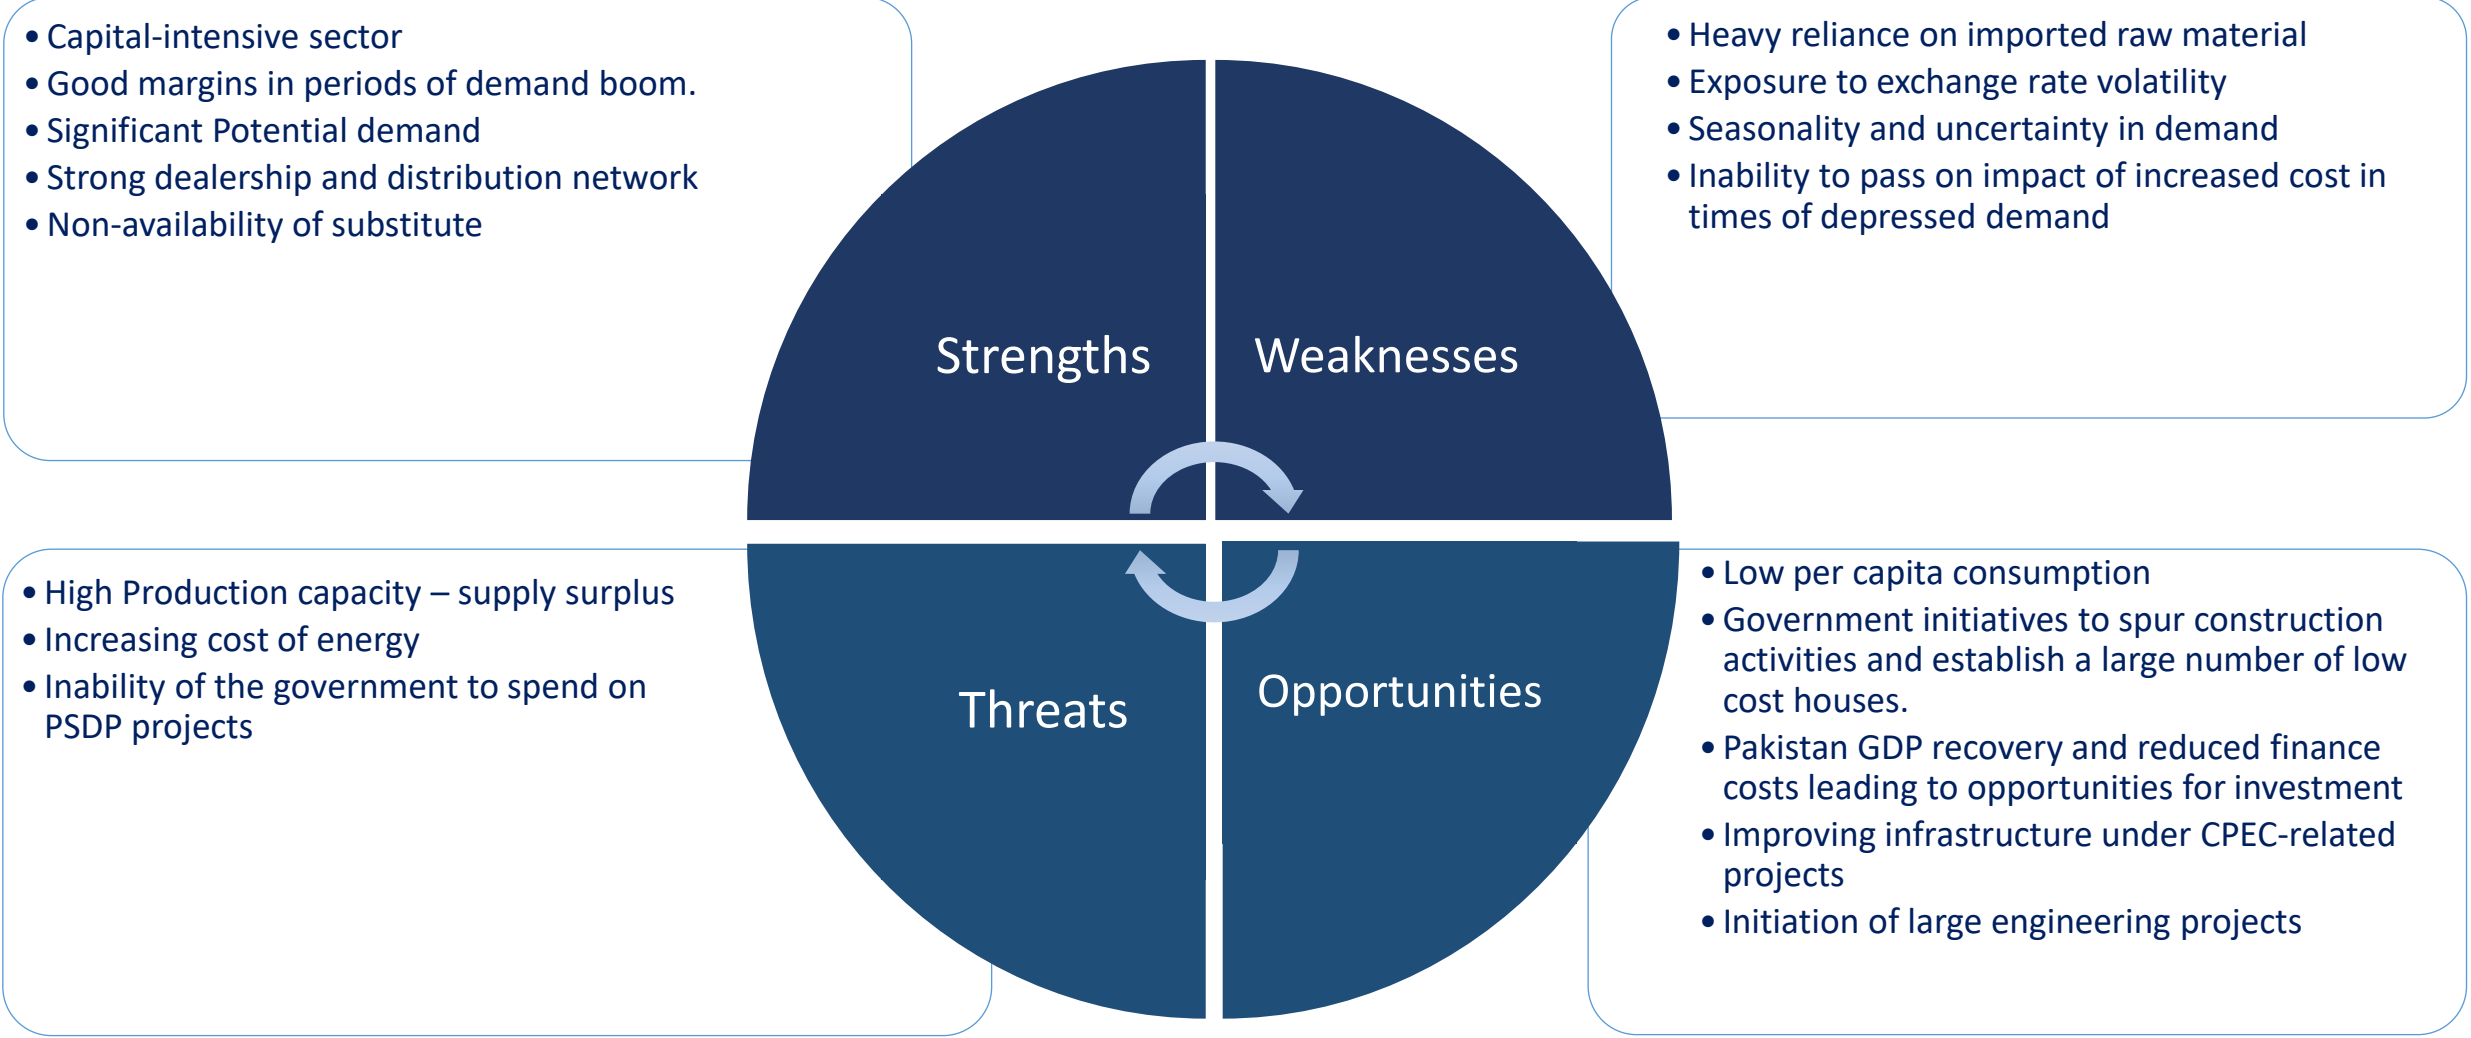 • Capital-intensive sector
• Good margins in periods of demand boom.
• Significant Potential demand
• Strong dealership and distribution network
• Non-availability of substitute
• Heavy reliance on imported raw material
• Exposure to exchange rate volatility
• Seasonality and uncertainty in demand
• Inability to pass on impact of increased cost in
times of depressed demand
Strengths
Weaknesses
• High Production capacity – supply surplus
• Increasing cost of energy
• Inability of the government to spend on
PSDP projects
Threats
Opportunities
• Low per capita consumption
• Government initiatives to spur construction
activities and establish a large number of low
cost houses.
• Pakistan GDP recovery and reduced finance
costs leading to opportunities for investment
• Improving infrastructure under CPEC-related
projects
• Initiation of large engineering projects